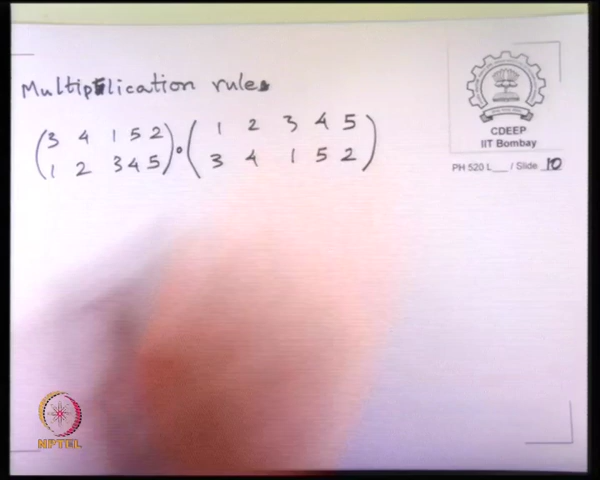 Multiplication rules
(3 4 1 5 2) • (1 2 3 4 5)
(1 2 3 4 5) (3 4 1 5 2)
CDEEP
IIT Bombay
PH 520 L___ / Slide 10
NPTEL